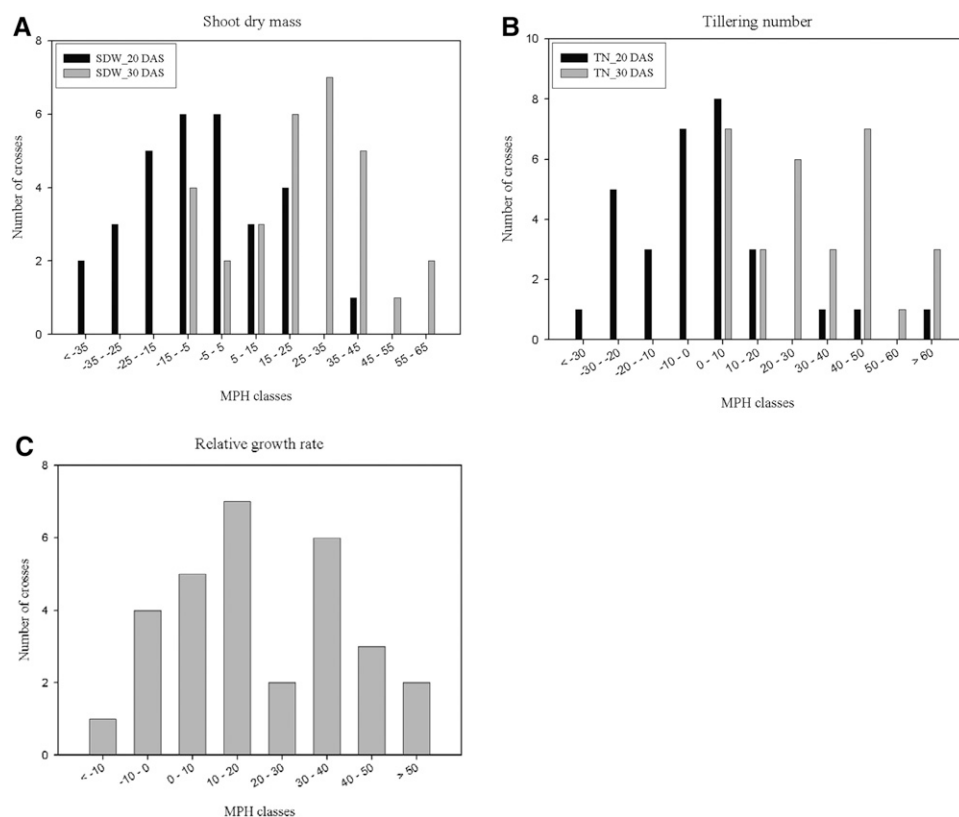 A
Shoot dry mass
8
6
4
2
0
Number of crosses
SDW_20 DAS
SDW_30 DAS
< -35
-35 - -25
-25 - -15
-15 - -5
-5 - 5
5 - 15
15 - 25
25 - 35
35 - 45
45 - 55
55 - 65
MPH classes
B
Tillering number
10
8
6
4
2
0
Number of crosses
TN_20 DAS
TN_30 DAS
< -30
-30 - -20
-20 - -10
-10 - 0
0 - 10
10 - 20
20 - 30
30 - 40
40 - 50
50 - 60
> 60
MPH classes
C
Relative growth rate
8
6
4
2
0
Number of crosses
< -10
-10 - 0
0 - 10
10 - 20
20 - 30
30 - 40
40 - 50
> 50
MPH classes